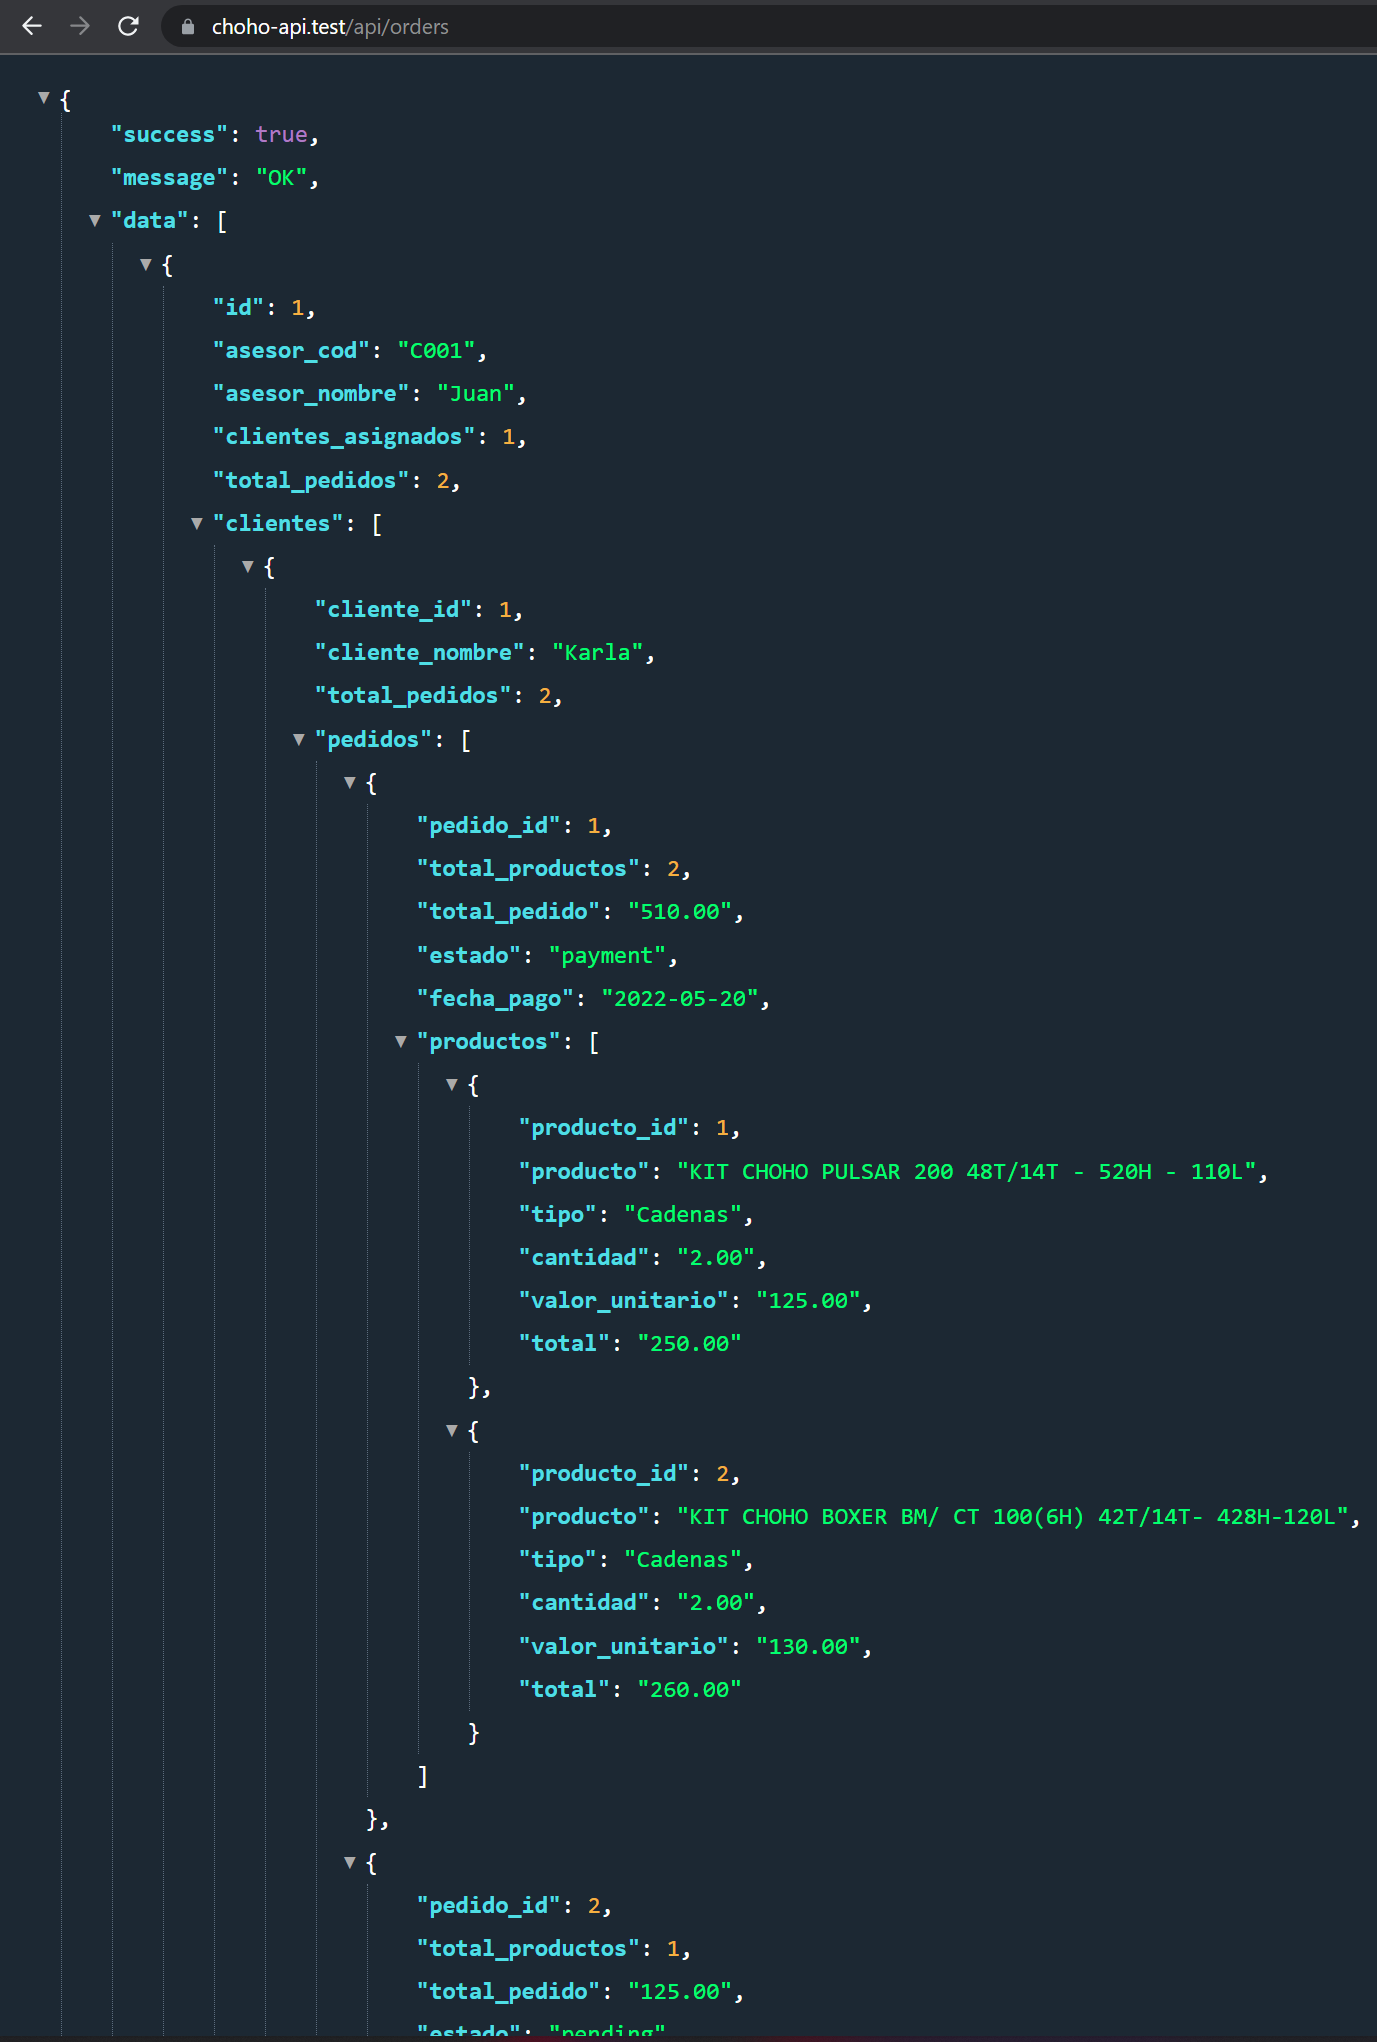 choho-api.test/api/orders
{
"success": true,
"message": "OK",
"data": [
{
"id": 1,
"asesor_cod": "C001",
"asesor_nombre": "Juan",
"clientes_asignados": 1,
"total_pedidos": 2,
"clientes": [
{
"cliente_id": 1,
"cliente_nombre": "Karla",
"total_pedidos": 2,
"pedidos": [
{
"pedido_id": 1,
"total_productos": 2,
"total_pedido": "510.00",
"estado": "payment",
"fecha_pago": "2022-05-20",
"productos": [
{
"producto_id": 1,
"producto": "KIT CHOHO PULSAR 200 48T/14T - 520H - 110L",
"tipo": "Cadenas",
"cantidad": "2.00",
"valor_unitario": "125.00",
"total": "250.00"
},
{
"producto_id": 2,
"producto": "KIT CHOHO BOXER BM/ CT 100(6H) 42T/14T- 428H-120L",
"tipo": "Cadenas",
"cantidad": "2.00",
"valor_unitario": "130.00",
"total": "260.00"
}
]
},
{
"pedido_id": 2,
"total_productos": 1,
"total_pedido": "125.00",
"estado": "pending"